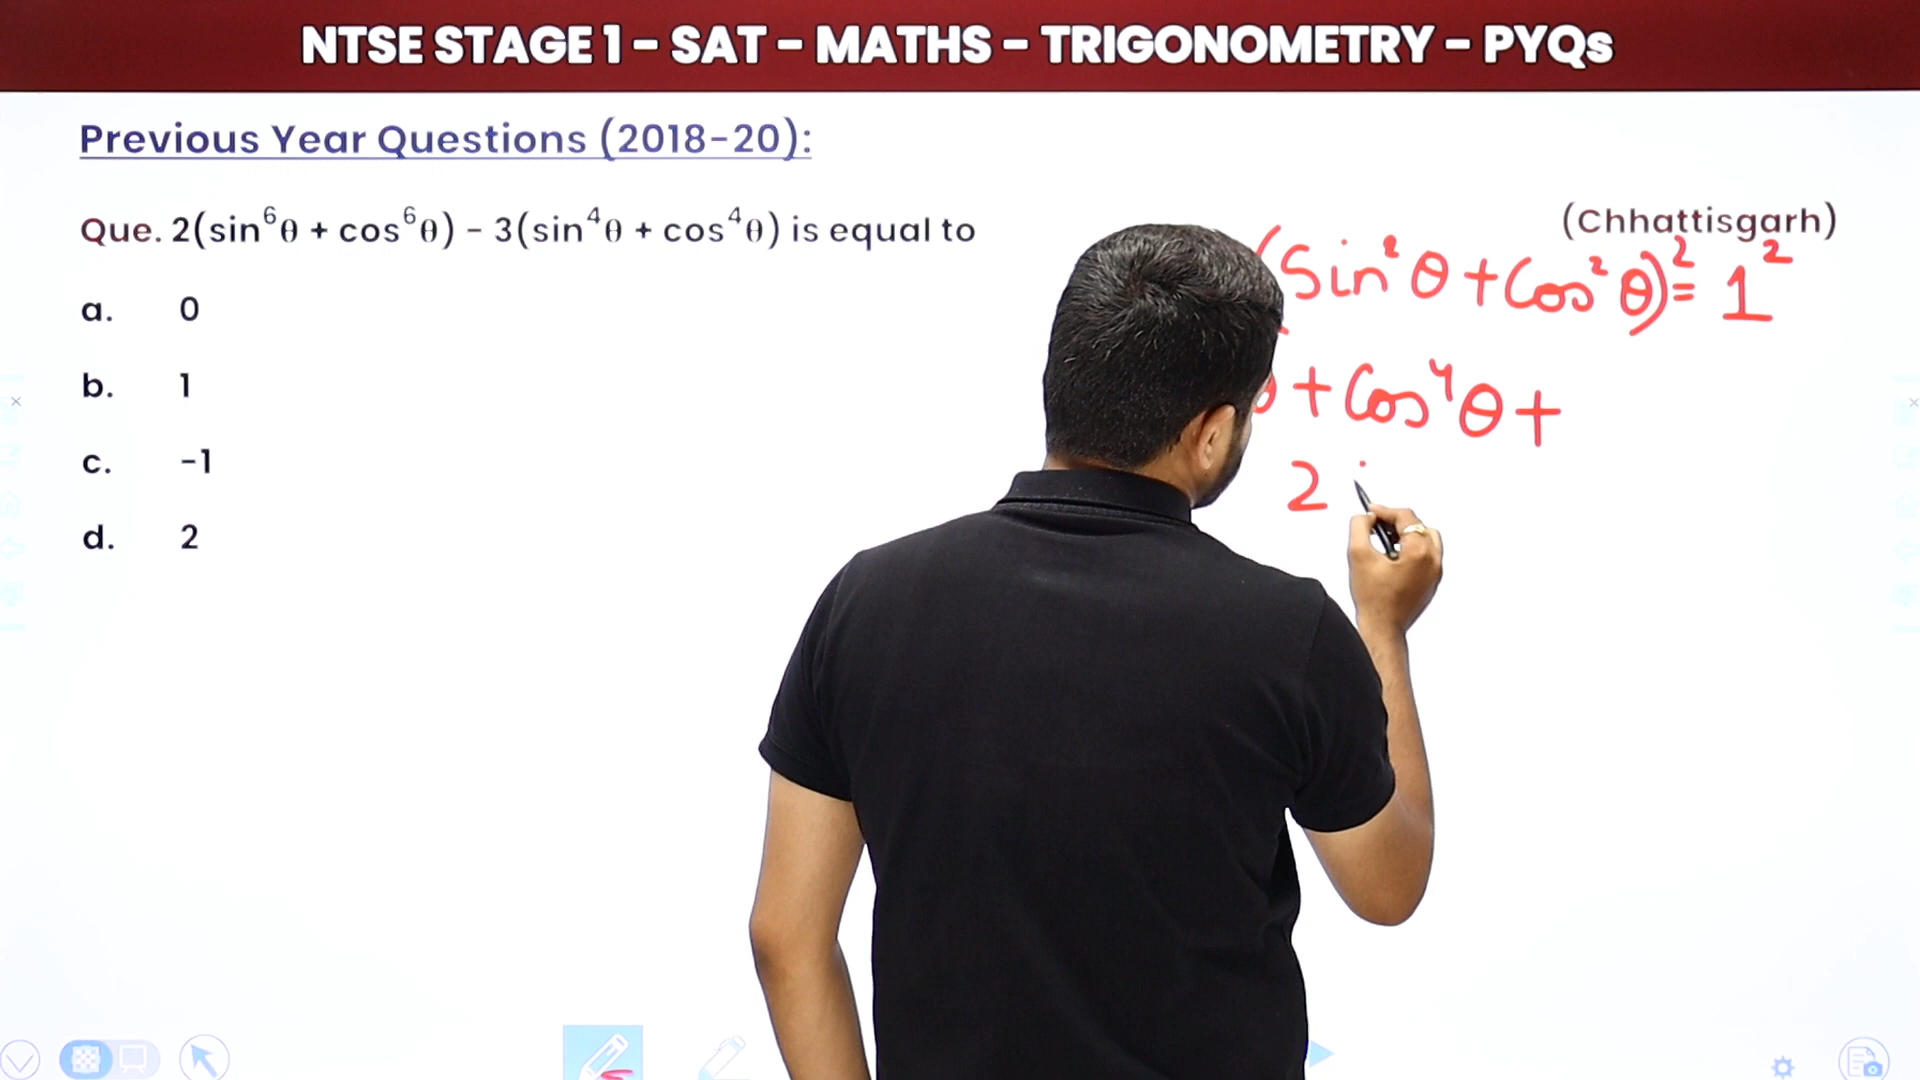 NTSE STAGE 1 – SAT – MATHS – TRIGONOMETRY – PYQs
Previous Year Questions (2018-20):
Que. 2(sin⁶θ + cos⁶θ) - 3(sin⁴θ + cos⁴θ) is equal to
(Chhattisgarh)
a. 0
b. 1
c. -1
d. 2
(Sin²θ + Cos²θ)² = 1²
θ + Cos⁴θ +
2